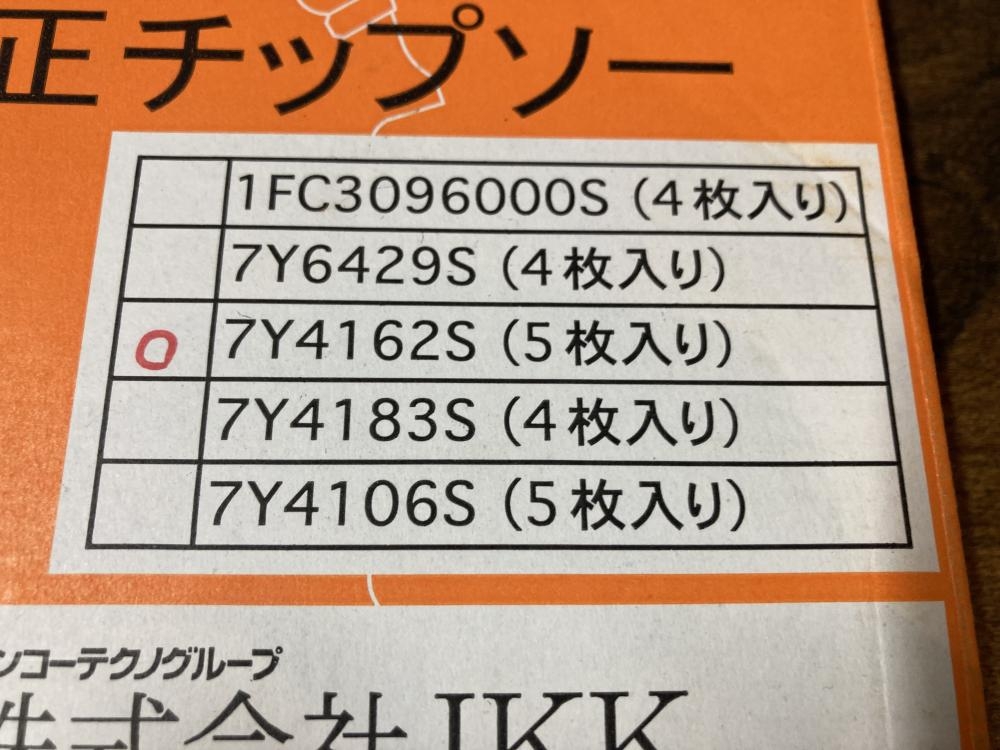 正チップソー
1FC3096000S (4枚入り)
7Y6429S (4枚入り)
○ 7Y4162S (5枚入り)
7Y4183S (4枚入り)
7Y4106S (5枚入り)
ンコーテクノグループ
株式会社IKK